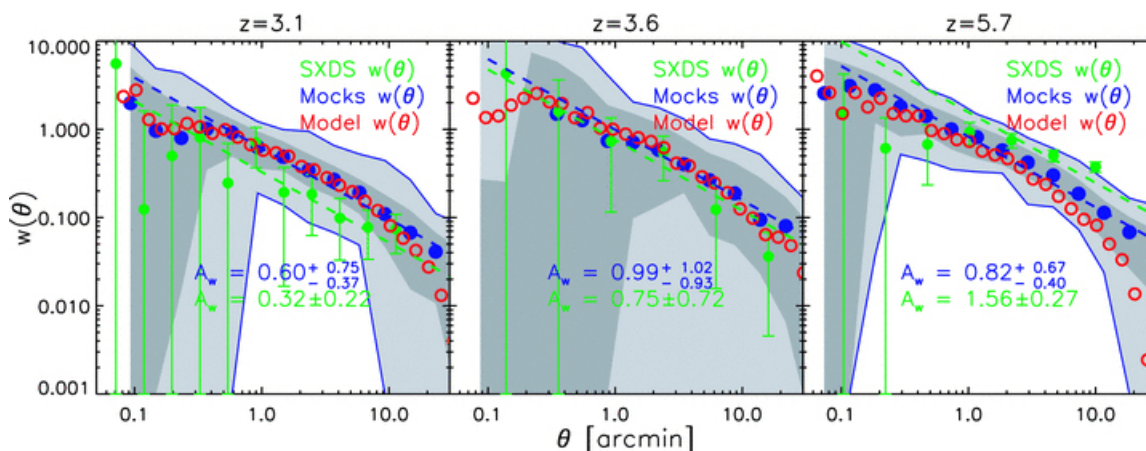 z=3.1 z=3.6 z=5.7
10.000
1.000
0.100
0.010
0.001
w(θ)
SXDS w(θ)
Mocks w(θ)
Model w(θ)
A_w = 0.60 + 0.75 - 0.37
A_w = 0.32±0.22
SXDS w(θ)
Mocks w(θ)
Model w(θ)
A_w = 0.99 + 1.02 - 0.93
A_w = 0.75±0.72
SXDS w(θ)
Mocks w(θ)
Model w(θ)
A_w = 0.82 + 0.67 - 0.40
A_w = 1.56±0.27
0.1 1.0 10.0 0.1 1.0 10.0 0.1 1.0 10.0
θ [arcmin]